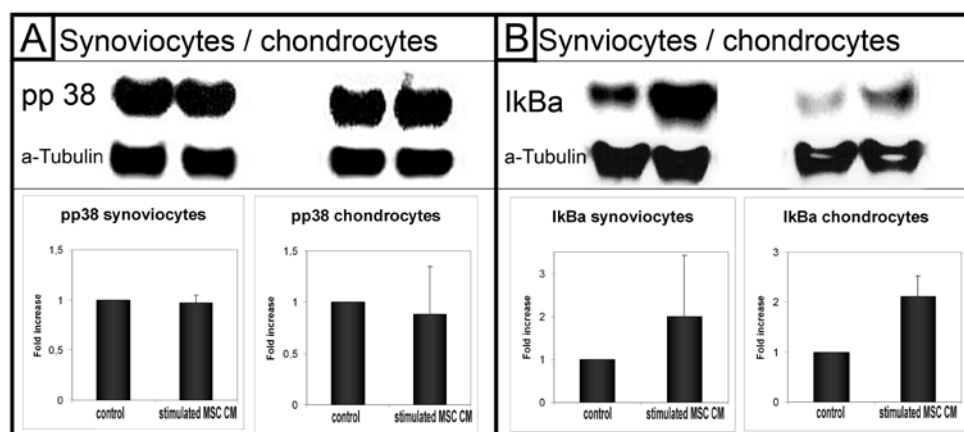 A Synoviocytes / chondrocytes
pp 38
a-Tubulin
pp38 synoviocytes
1,5
1
0,5
0
Fold increase
control
stimulated MSC CM
pp38 chondrocytes
1,5
1
0,5
0
Fold increase
control
stimulated MSC CM
B Synviocytes / chondrocytes
IkBa
a-Tubulin
IkBa synoviocytes
3
2
1
0
Fold increase
control
stimulated MSC CM
IkBa chondrocytes
3
2
1
0
Fold increase
control
stimulated MSC CM